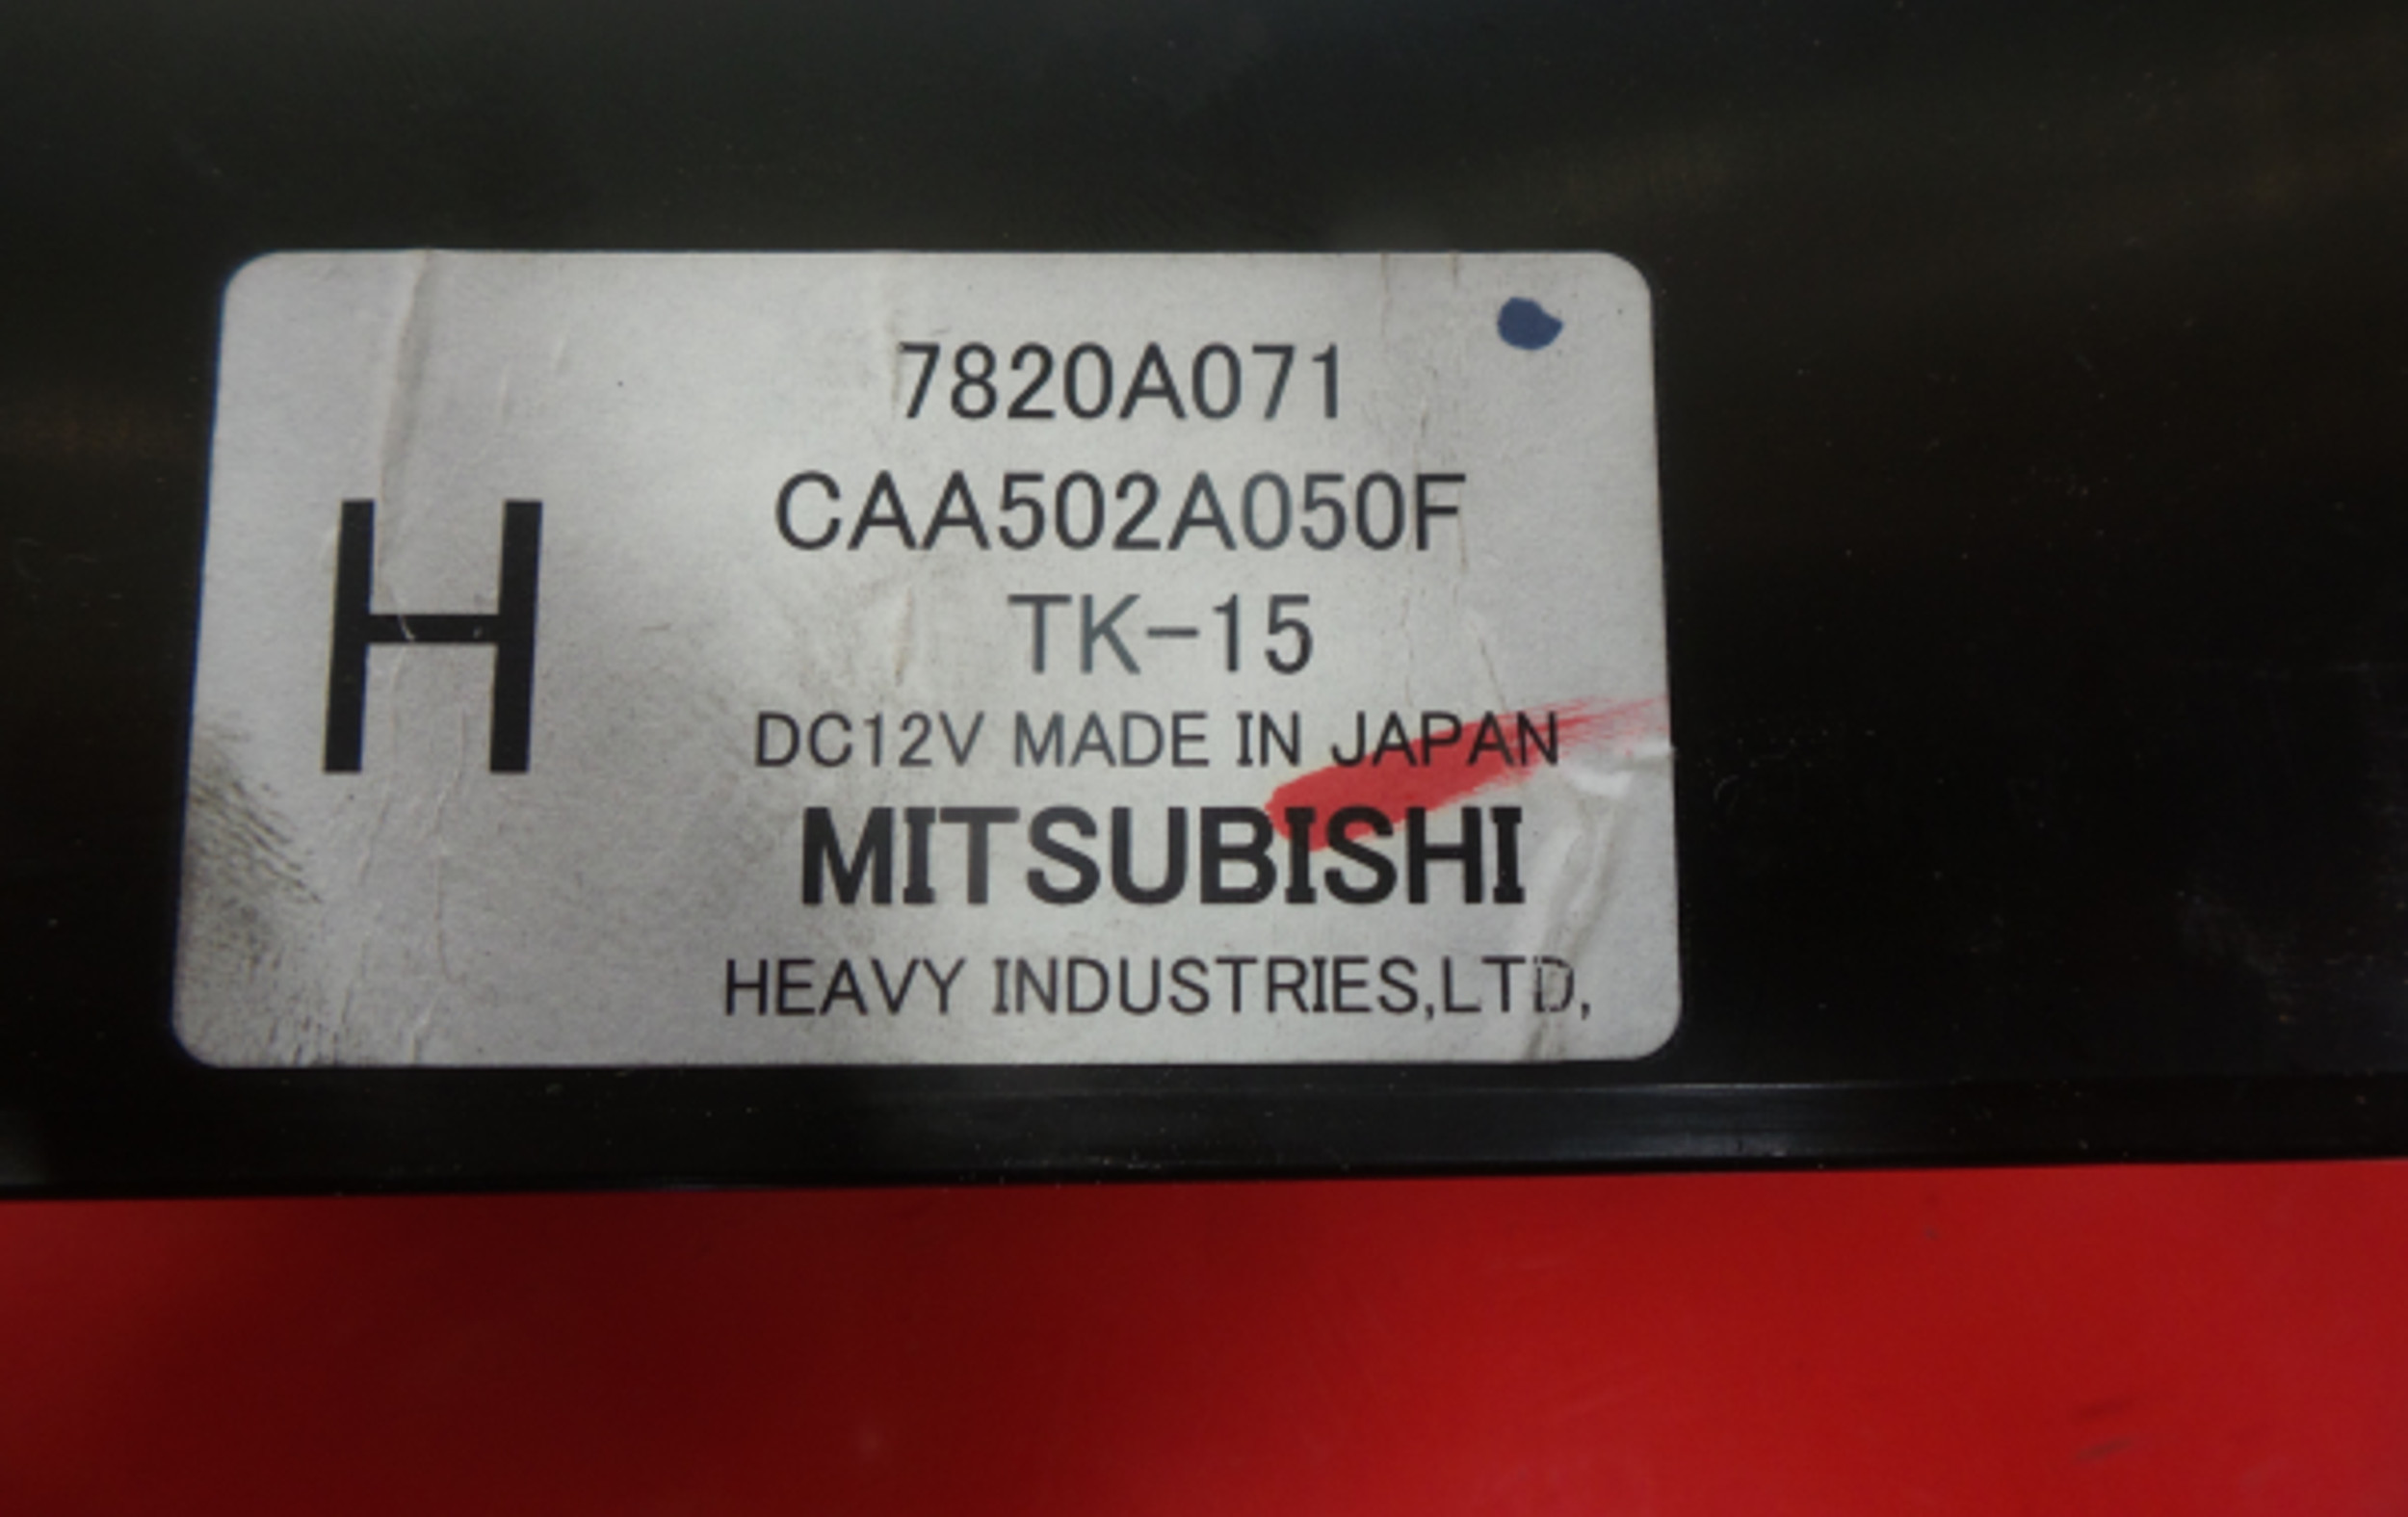 H
7820A071
CAA502A050F
TK-15
DC12V MADE IN JAPAN
MITSUBISHI
HEAVY INDUSTRIES,LTD,